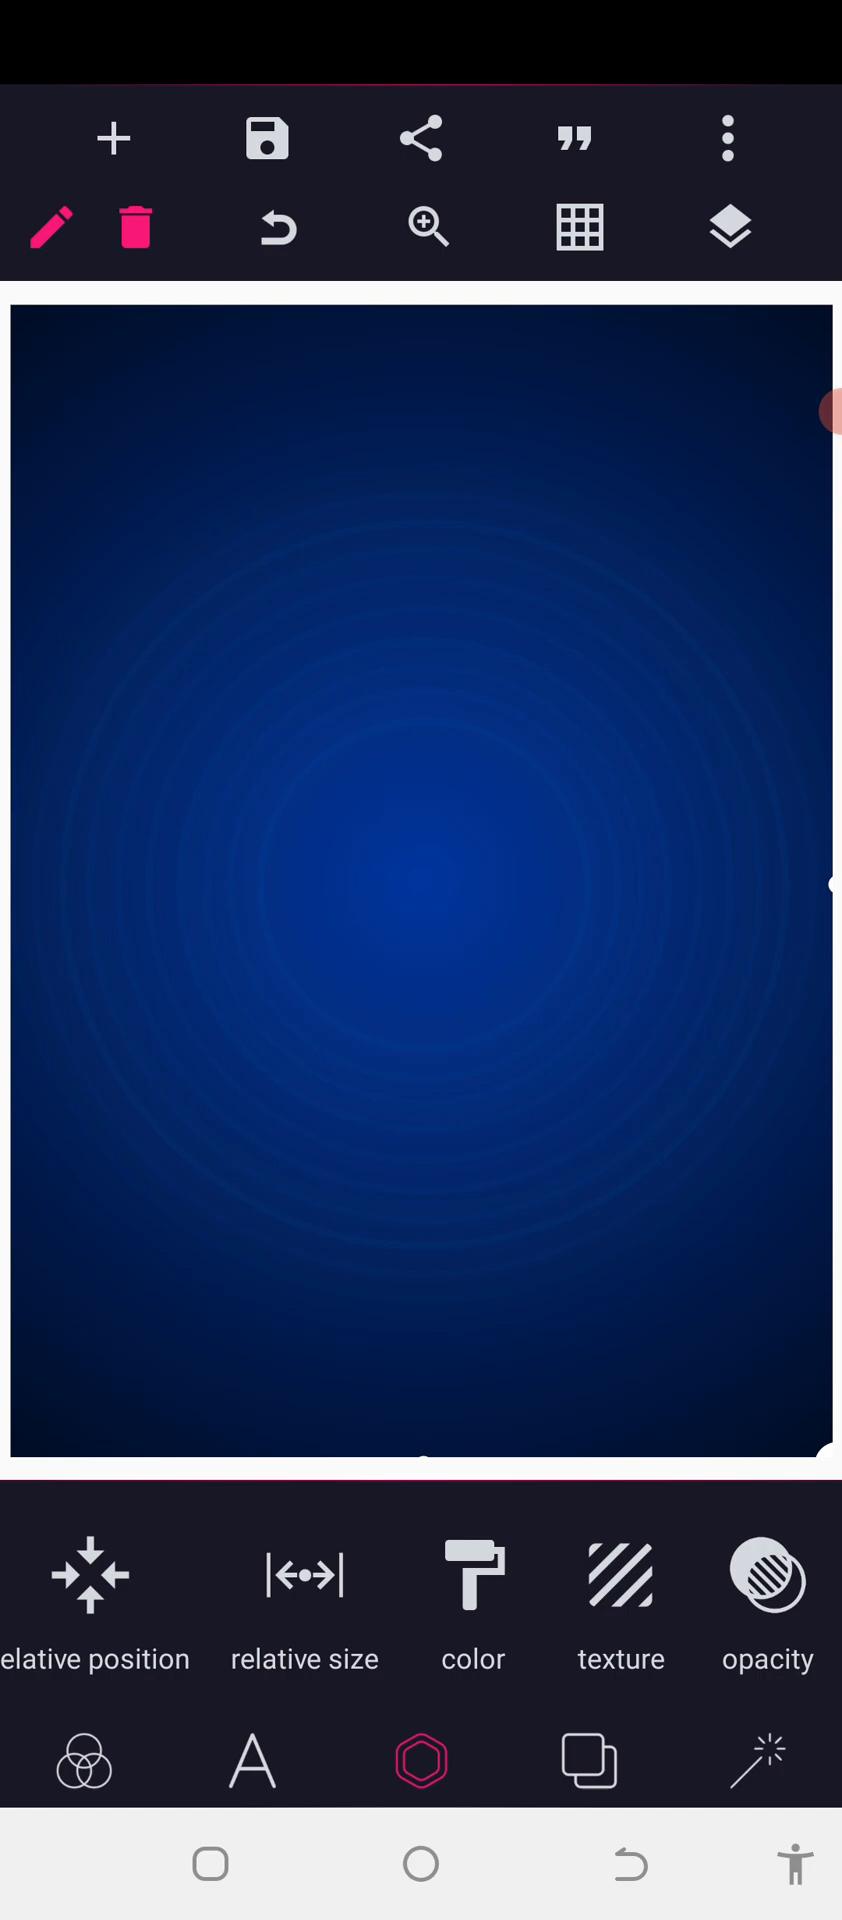 elative position
relative size
color
texture
opacity